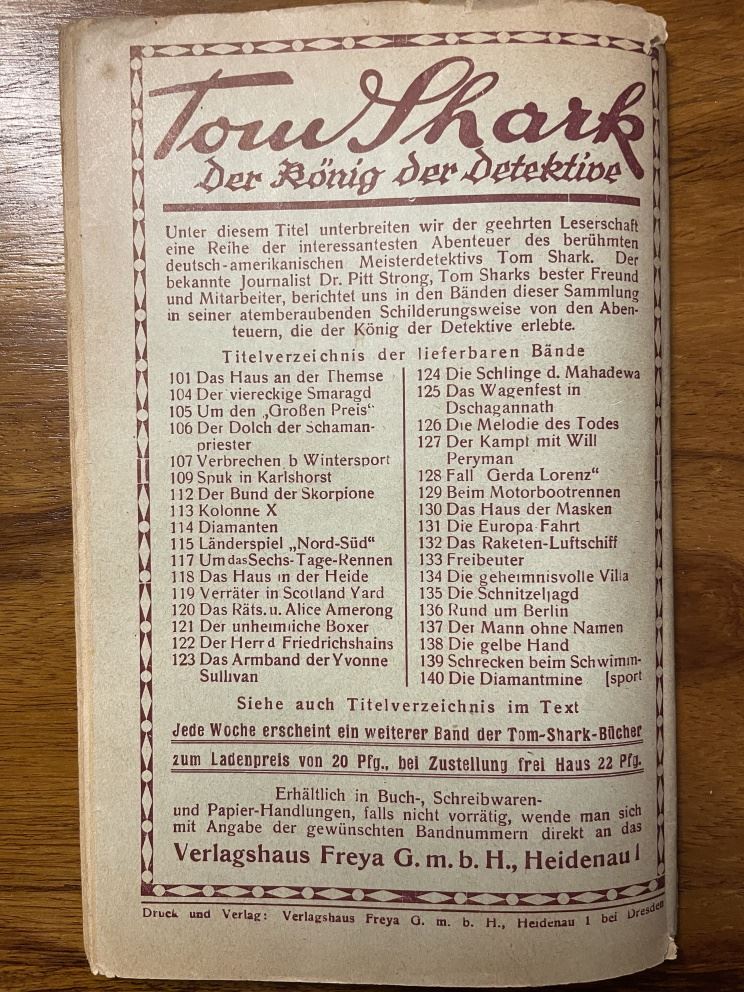 Tom Shark
Der König der Detektive
Unter diesem Titel unterbreiten wir der geehrten Leserschaft
eine Reihe der interessantesten Abenteuer des berühmten
deutsch-amerikanischen Meisterdetektivs Tom Shark. Der
bekannte Journalist Dr. Pitt Strong, Tom Sharks bester Freund
und Mitarbeiter, berichtet uns in den Bänden dieser Sammlung
in seiner atemberaubenden Schilderungsweise von den Aben-
teuern, die der König der Detektive erlebte.
Titelverzeichnis der lieferbaren Bände
101 Das Haus an der Themse
104 Der viereckige Smaragd
105 Um den „Großen Preis“
106 Der Dolch der Schaman-
priester
107 Verbrechen b Wintersport
109 Spuk in Karlshorst
112 Der Bund der Skorpione
113 Kolonne X
114 Diamanten
115 Länderspiel „Nord-Süd“
117 Um das Sechs-Tage-Rennen
118 Das Haus in der Heide
119 Verräter in Scotland Yard
120 Das Räts. u. Alice Amerong
121 Der unheimliche Boxer
122 Der Herr d Friedrichshains
123 Das Armband der Yvonne
Sullivan
124 Die Schlinge d. Mahadewa
125 Das Wagenfest in
Dschagannath
126 Die Melodie des Todes
127 Der Kampf mit Will
Peryman
128 Fall Gerda Lorenz“
129 Beim Motorbootrennen
130 Das Haus der Masken
131 Die Europa Fahrt
132 Das Raketen-Luftschiff
133 Freibeuter
134 Die geheimnisvolle Villa
135 Die Schnitzeljagd
136 Rund um Berlin
137 Der Mann ohne Namen
138 Die gelbe Hand
139 Schrecken beim Schwimm-
140 Die Diamantmine [sport
Siehe auch Titelverzeichnis im Text
Jede Woche erscheint ein weiterer Band der Tom-Shark-Bücher
zum Ladenpreis von 20 Pfg., bei Zustellung frei Haus 22 Pfg.
Erhältlich in Buch-, Schreibwaren-
und Papier-Handlungen, falls nicht vorrätig, wende man sich
mit Angabe der gewünschten Bandnummern direkt an das
Verlagshaus Freya G. m. b. H., Heidenau 1
Druck und Verlag: Verlagshaus Freya G. m. b. H., Heidenau 1 bei Dresden